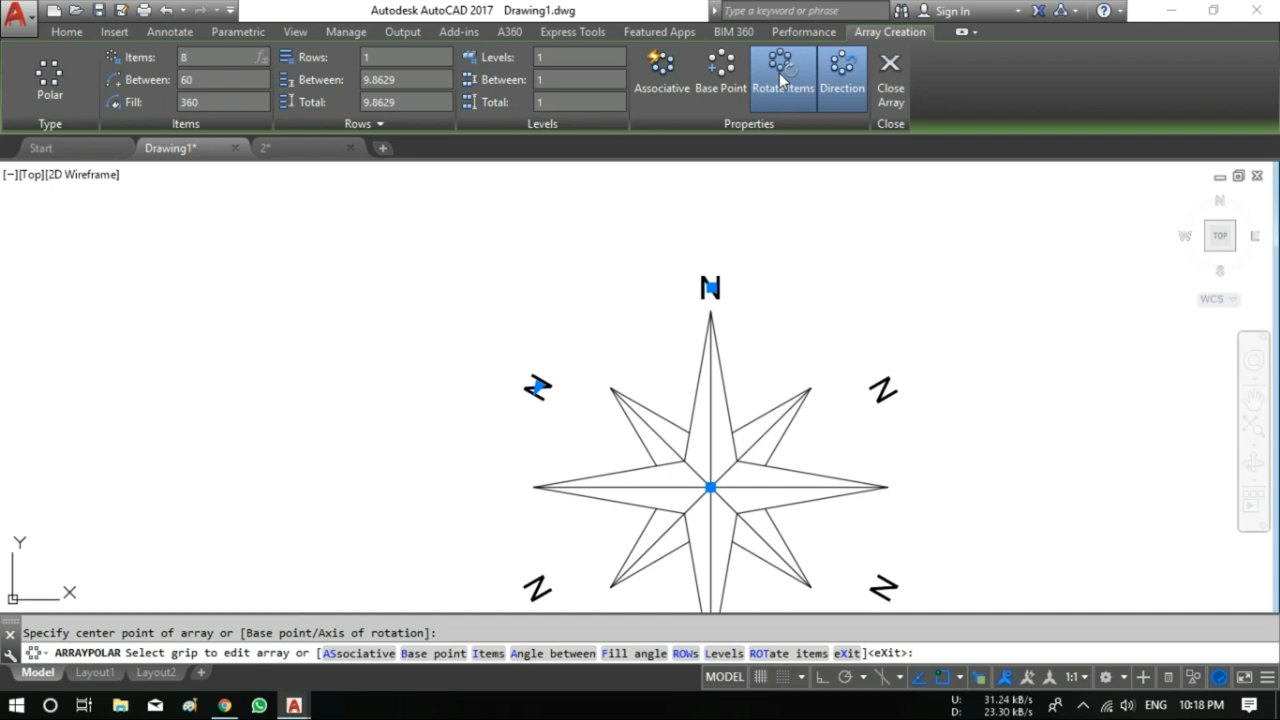 Autodesk AutoCAD 2017 Drawing1.dwg
Type a keyword or phrase
Sign In
Home Insert Annotate Parametric View Manage Output Add-ins A360 Express Tools Featured Apps BIM 360 Performance Array Creation
Items: 8
Between: 60
Fill: 360
Rows: 1
Between: 9.8629
Total: 9.8629
Levels: 1
Between: 1
Total: 1
Polar
Associative
Base Point
Rotate Items
Direction
Close
Array
Type
Items
Rows
Levels
Properties
Close
Start
Drawing1*
2*
[−][Top][2D Wireframe]
N
W
TOP
E
S
WCS
N
N
N
N
N
Y
X
Specify center point of array or [Base point/Axis of rotation]:
ARRAYPOLAR Select grip to edit array or [ASsociative Base point Items Angle between Fill angle ROWs Levels ROTate items eXit]<eXit>:
Model Layout1 Layout2
MODEL
1:1
U: 31.24 kB/s
D: 23.30 kB/s
ENG
10:18 PM